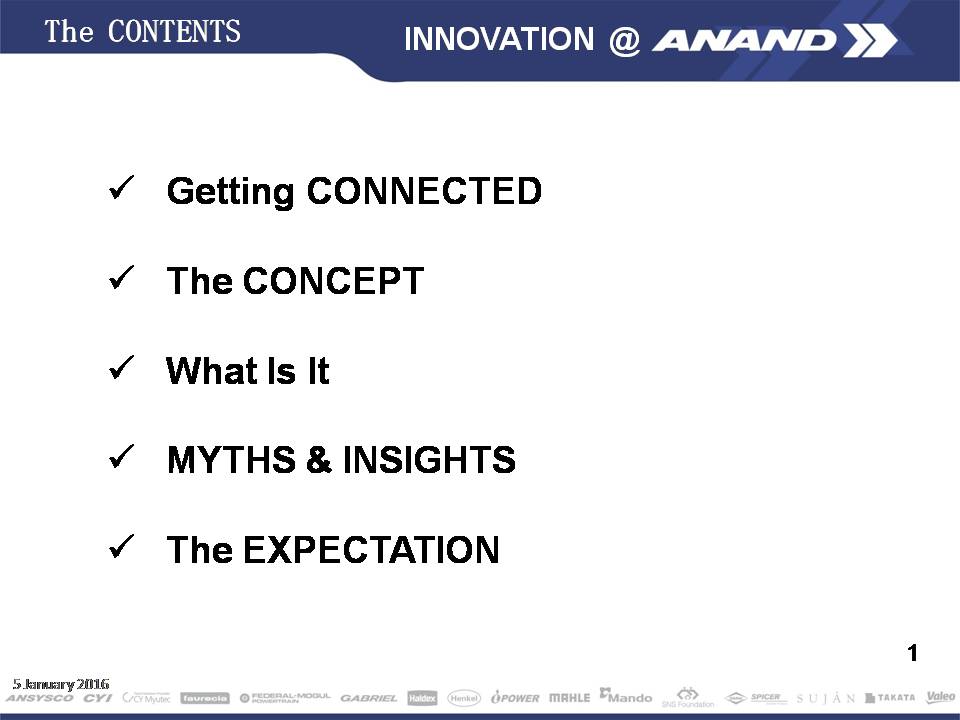 The CONTENTS
INNOVATION @ ANAND
✓ Getting CONNECTED
✓ The CONCEPT
✓ What Is It
✓ MYTHS & INSIGHTS
✓ The EXPECTATION
1
5 January 2016
ANSYSCO CYI CY Myutec faurecia FEDERAL-MOGUL POWERTRAIN GABRIEL Haldex Henkel iPOWER MAHLE Mando SNS Foundation SPICER SUJÁN TAKATA Valeo